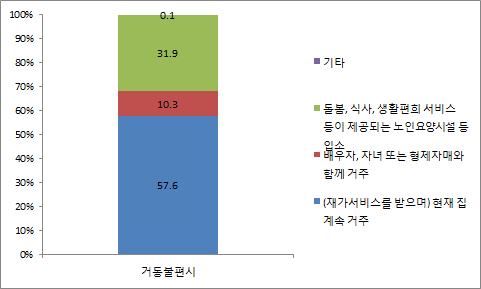 100%
90%
80%
70%
60%
50%
40%
30%
20%
10%
0%
0.1
31.9
10.3
57.6
거동불편시
기타
돌봄, 식사, 생활편의 서비스
등이 제공되는 노인요양시설 등
입소
배우자, 자녀 또는 형제자매와
함께 거주
(재가서비스를 받으며) 현재 집
계속 거주